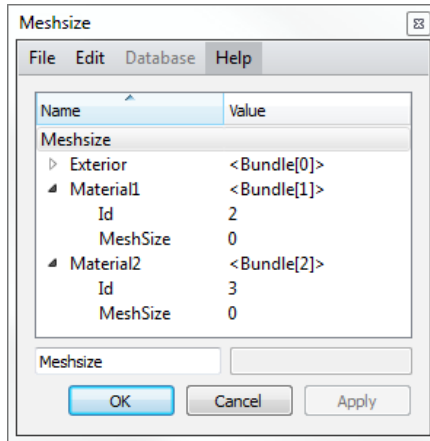 Meshsize
File Edit Database Help
Name Value
Meshsize
Exterior <Bundle[0]>
Material1 <Bundle[1]>
Id 2
MeshSize 0
Material2 <Bundle[2]>
Id 3
MeshSize 0
Meshsize
OK Cancel Apply